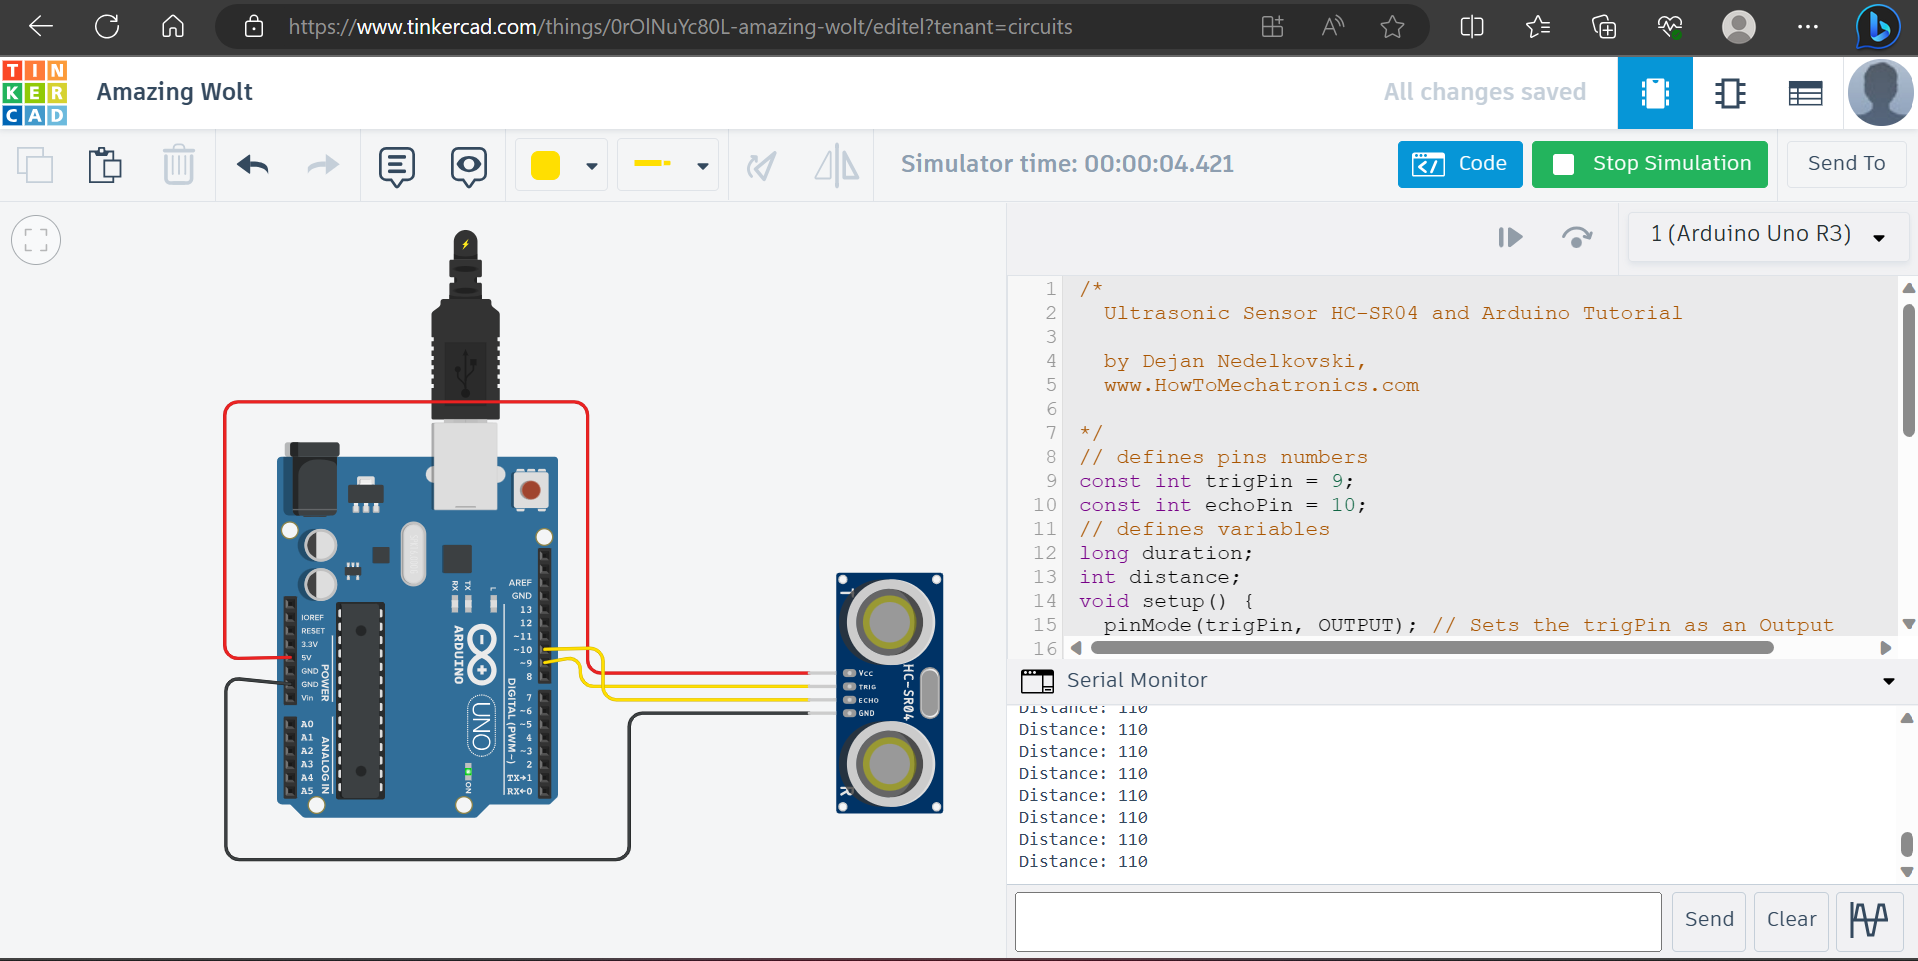 https://www.tinkercad.com/things/0rOlNuYc80L-amazing-wolt/editel?tenant=circuits
TIN
KER
CAD
Amazing Wolt
All changes saved
Simulator time: 00:00:04.421
Code
Stop Simulation
Send To
1 (Arduino Uno R3)
1 /*
2 Ultrasonic Sensor HC-SR04 and Arduino Tutorial
3
4 by Dejan Nedelkovski,
5 www.HowToMechatronics.com
6
7 */
8 // defines pins numbers
9 const int trigPin = 9;
10 const int echoPin = 10;
11 // defines variables
12 long duration;
13 int distance;
14 void setup() {
15 pinMode(trigPin, OUTPUT); // Sets the trigPin as an Output
16
Serial Monitor
Distance: 110
Distance: 110
Distance: 110
Distance: 110
Distance: 110
Distance: 110
Distance: 110
Distance: 110
Send
Clear
IOREF
RESET
3.3V
5V
GND
GND
Vin
POWER
A0
A1
A2
A3
A4
A5
ANALOG IN
RX
TX
L
ARDUINO
UNO
ON
AREF
GND
13
12
~11
~10
~9
8
7
~6
~5
4
~3
2
TX→1
RX←0
DIGITAL (PWM~)
T
Vcc
TRIG
ECHO
GND
HC-SR04
R